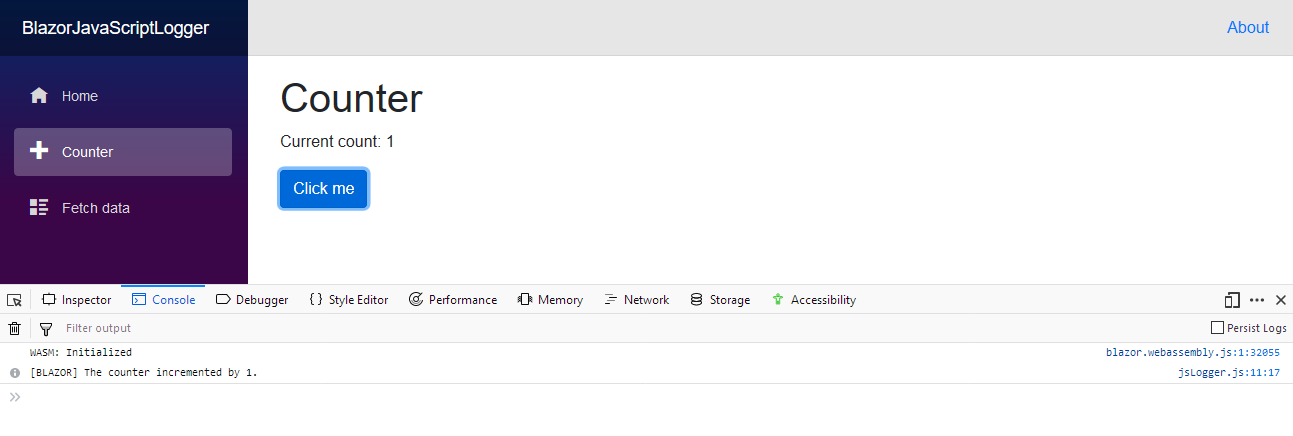 BlazorJavaScriptLogger
About
Home
Counter
Fetch data
Counter
Current count: 1
Click me
Inspector Console Debugger { } Style Editor Performance Memory Network Storage Accessibility
Filter output Persist Logs
WASM: Initialized blazor.webassembly.js:1:32055
[BLAZOR] The counter incremented by 1. jsLogger.js:11:17